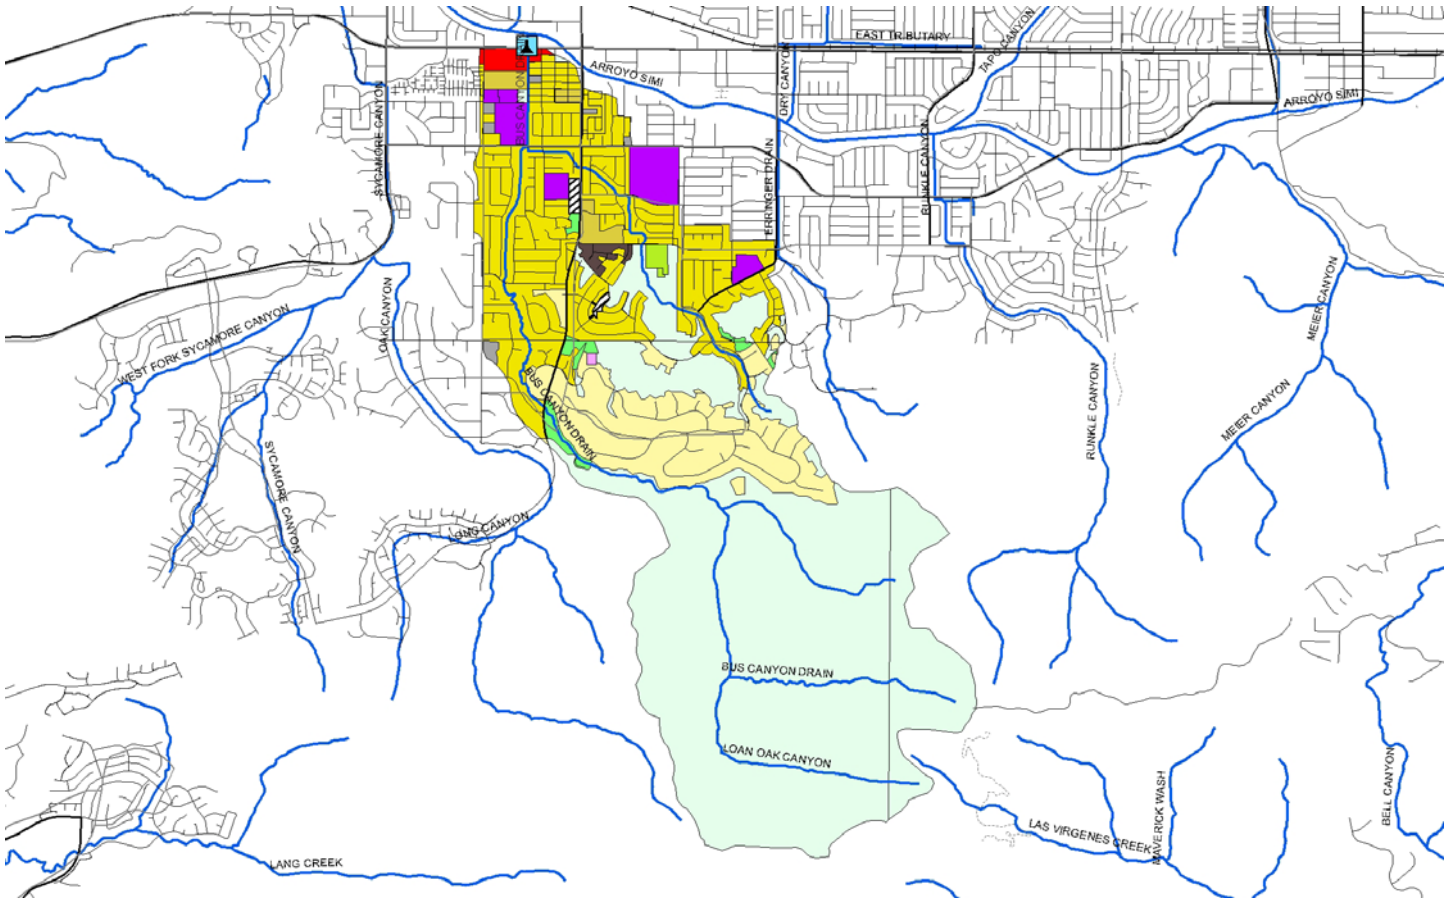 EAST TRIBUTARY
TAPO CANYON
ARROYO SIMI
DRY CANYON
ARROYO SIMI
SYCAMORE CANYON
RUNKLE CANYON
ERRINGER DRAIN
OAK CANYON
MEIER CANYON
WEST FORK SYCAMORE CANYON
BUS CANYON DRAIN
RUNKLE CANYON
MEIER CANYON
SYCAMORE CANYON
LONG CANYON
BUS CANYON DRAIN
LOAN OAK CANYON
BELL CANYON
MAVERICK WASH
LAS VIRGENES CREEK
LANG CREEK